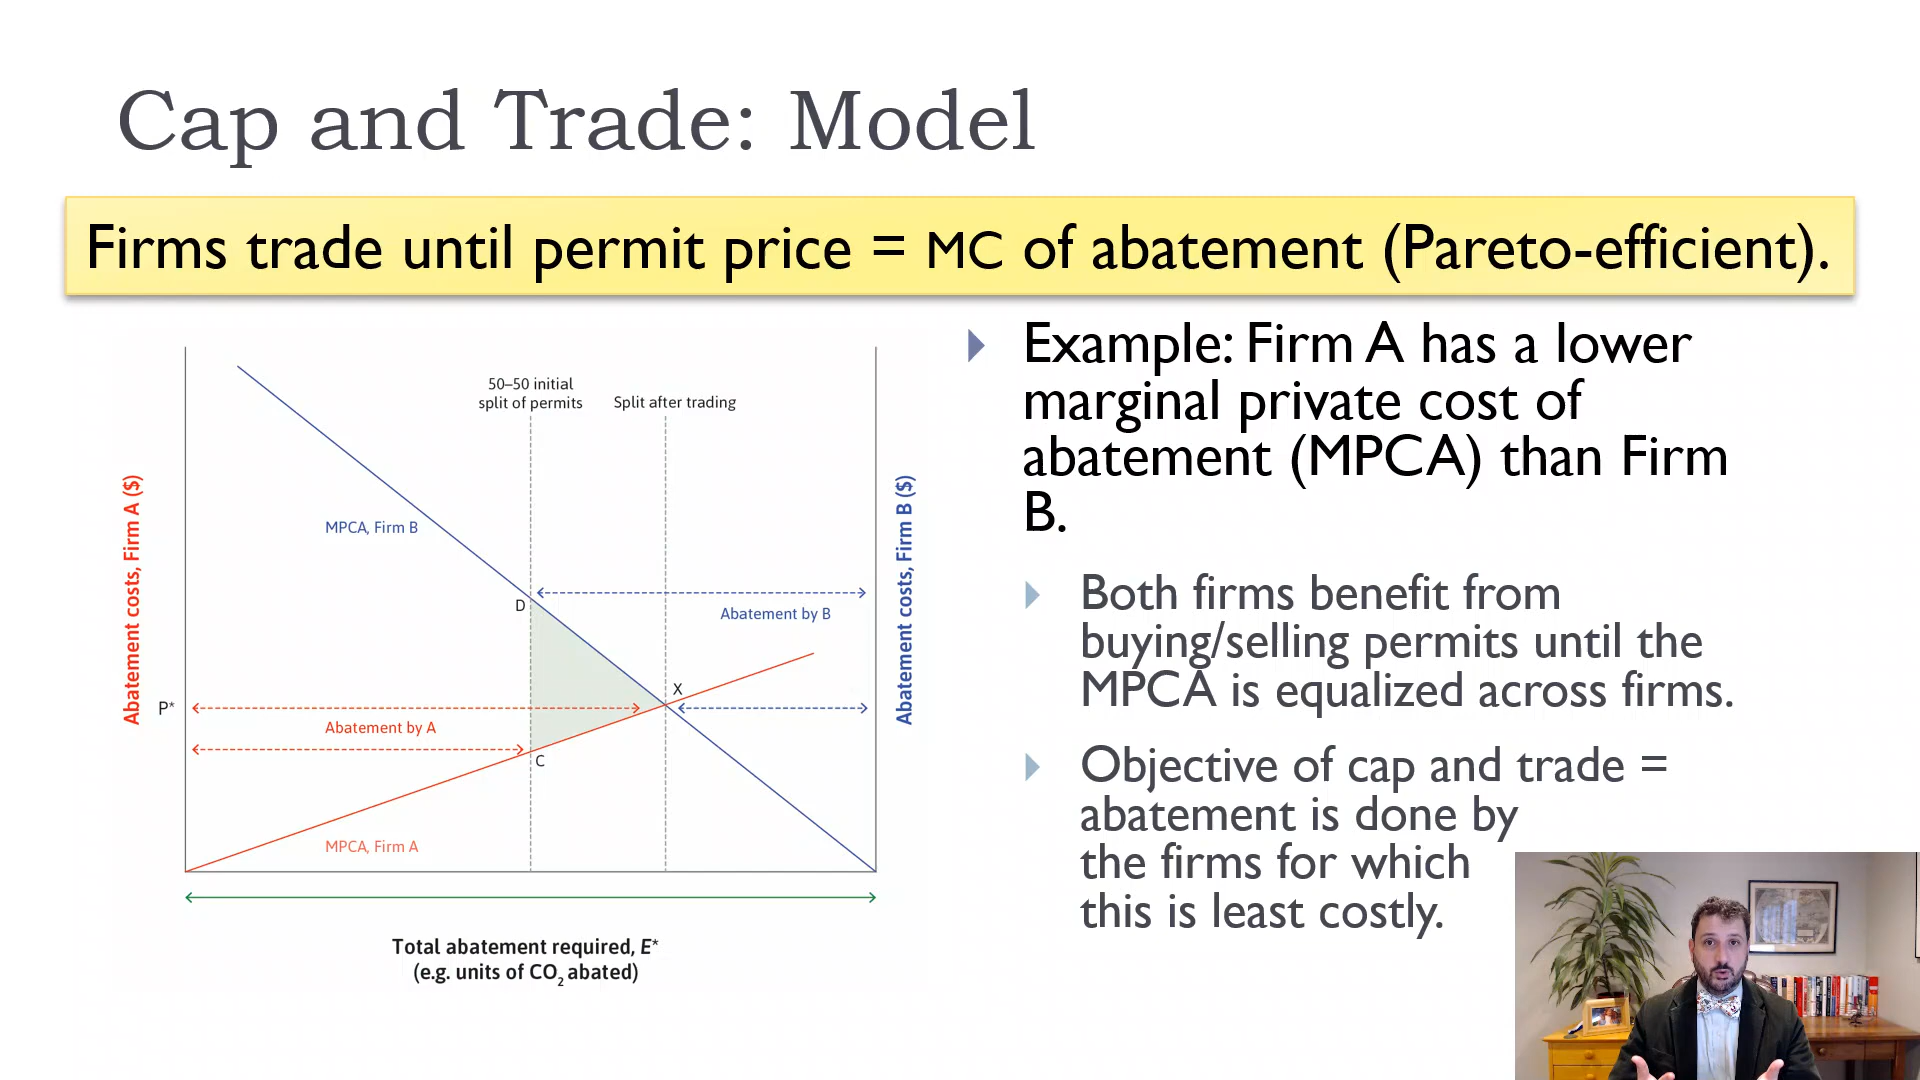 Cap and Trade: Model
Firms trade until permit price = MC of abatement (Pareto-efficient).
50–50 initial
split of permits
Split after trading
MPCA, Firm B
Abatement costs, Firm A ($)
Abatement costs, Firm B ($)
D
Abatement by B
X
P*
Abatement by A
C
MPCA, Firm A
Total abatement required, E*
(e.g. units of CO2 abated)
Example: Firm A has a lower
marginal private cost of
abatement (MPCA) than Firm
B.
Both firms benefit from
buying/selling permits until the
MPCA is equalized across firms.
Objective of cap and trade =
abatement is done by
the firms for which
this is least costly.